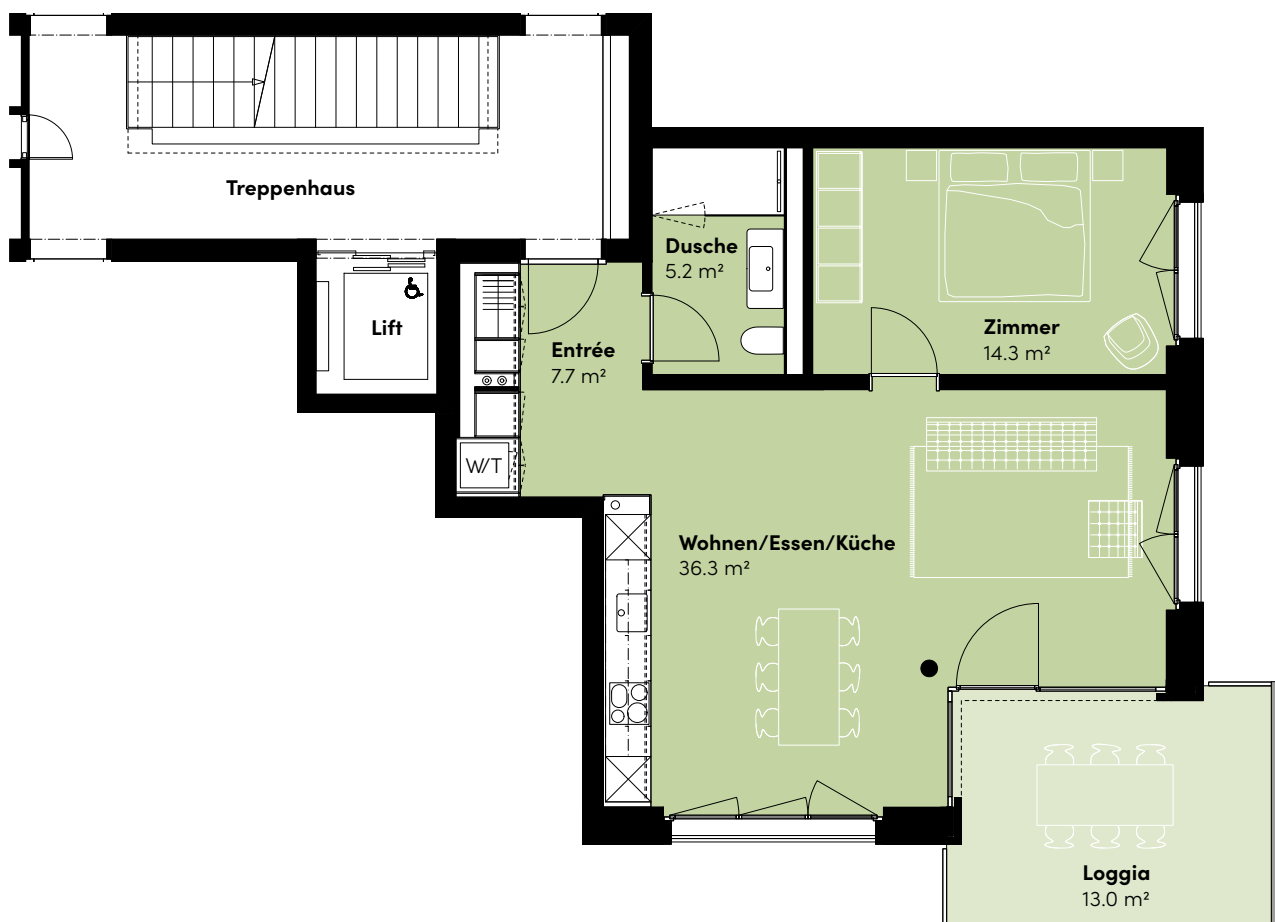 Treppenhaus
Dusche
5.2 m²
Lift
Entrée
7.7 m²
Zimmer
14.3 m²
W/T
Wohnen/Essen/Küche
36.3 m²
Loggia
13.0 m²